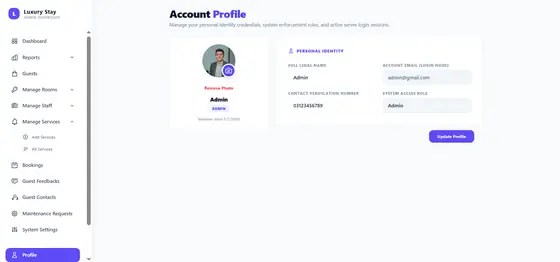 L
Luxury Stay
ADMIN DASHBOARD
Dashboard
Reports
Guests
Manage Rooms
Manage Staff
Manage Services
Add Services
All Services
Bookings
Guest Feedbacks
Guest Contacts
Maintenance Requests
System Settings
Profile
Account Profile
Manage your personal identity credentials, system enforcement roles, and active server login sessions.
Remove Photo
Admin
ADMIN
PERSONAL IDENTITY
FULL LEGAL NAME
Admin
ACCOUNT EMAIL (LOGIN NODE)
admin@gmail.com
CONTACT VERIFICATION NUMBER
03123456789
SYSTEM ACCESS ROLE
Admin
Update Profile